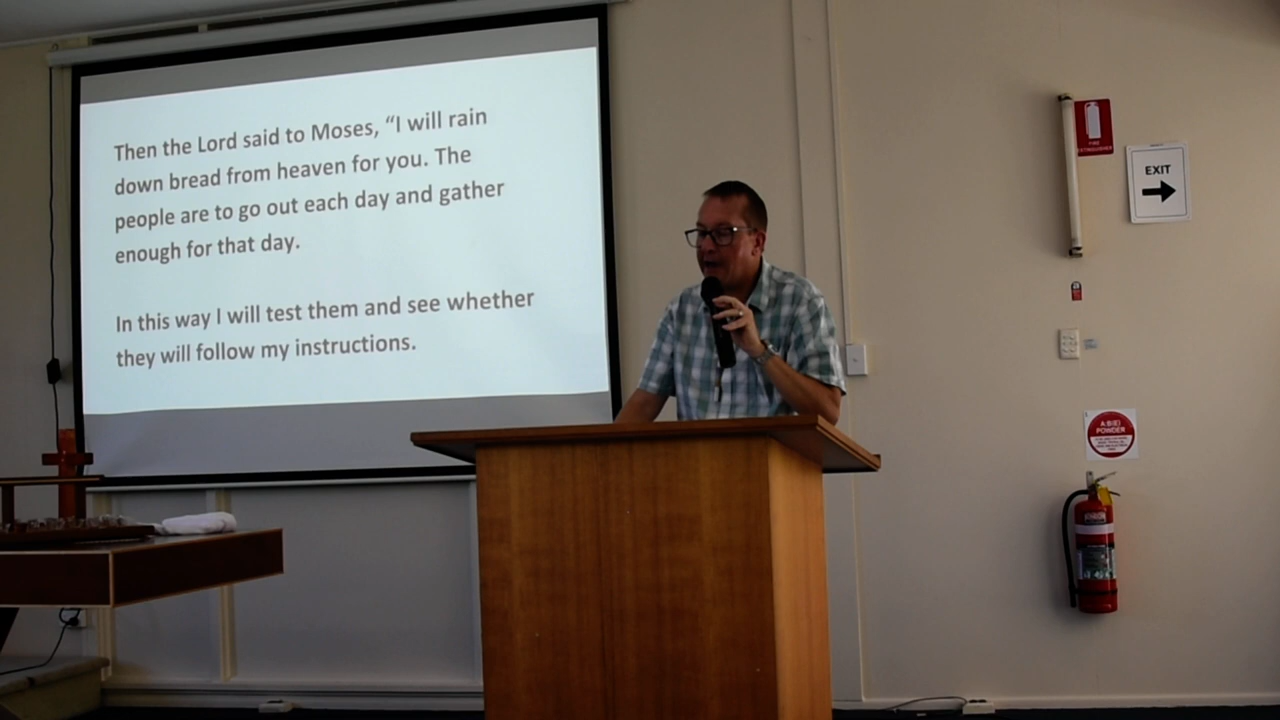 Then the Lord said to Moses, “I will rain
down bread from heaven for you. The
people are to go out each day and gather
enough for that day.
In this way I will test them and see whether
they will follow my instructions.
FIRE
EXTINGUISHER
EXIT
A:B(E)
POWDER